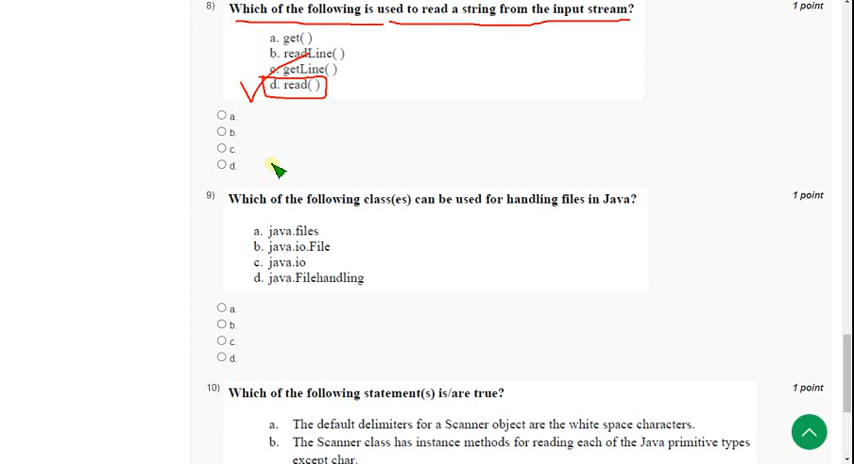 8) Which of the following is used to read a string from the input stream? 1 point
a. get( )
b. readLine( )
c. getLine( )
d. read( )
a.
b.
c.
d.
9) Which of the following class(es) can be used for handling files in Java? 1 point
a. java.files
b. java.io.File
c. java.io
d. java.Filehandling
a.
b.
c.
d.
10) Which of the following statement(s) is/are true? 1 point
a. The default delimiters for a Scanner object are the white space characters.
b. The Scanner class has instance methods for reading each of the Java primitive types
except char.